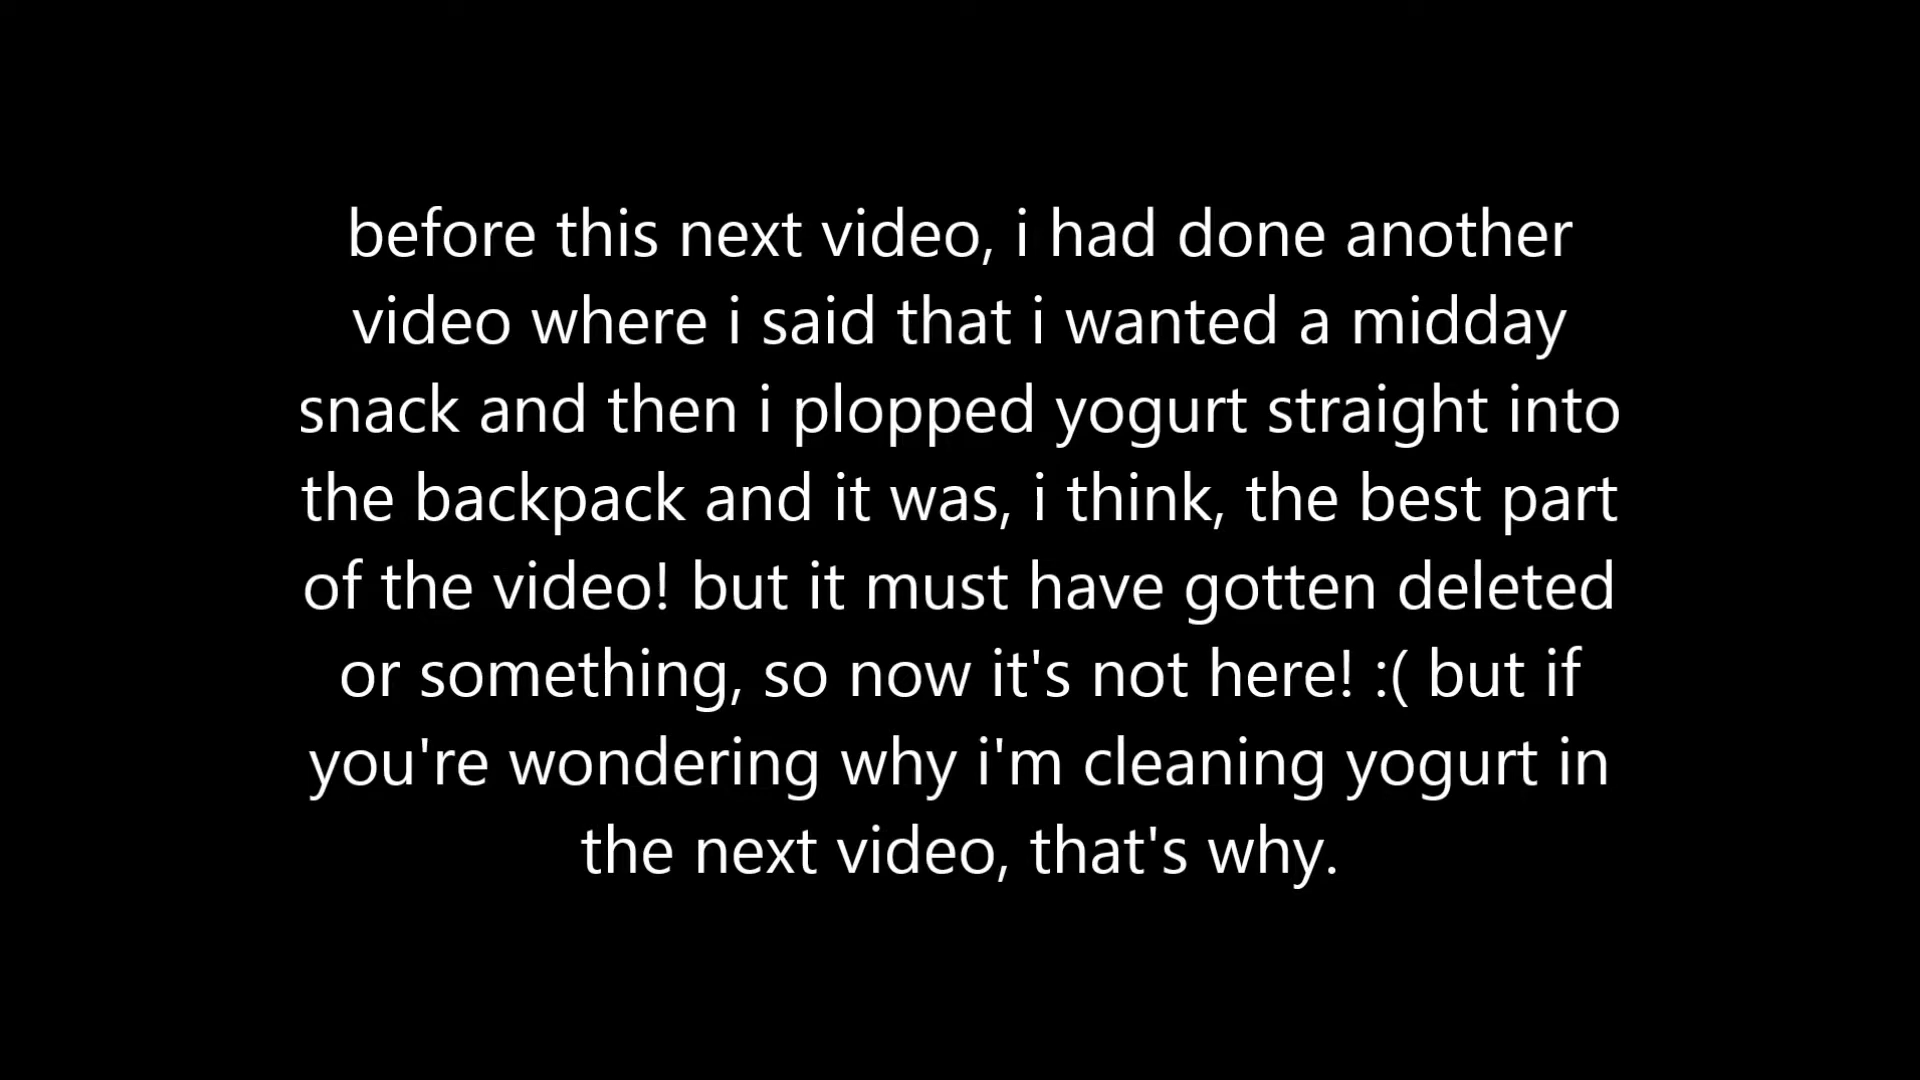 before this next video, i had done another
video where i said that i wanted a midday
snack and then i plopped yogurt straight into
the backpack and it was, i think, the best part
of the video! but it must have gotten deleted
or something, so now it's not here! :( but if
you're wondering why i'm cleaning yogurt in
the next video, that's why.